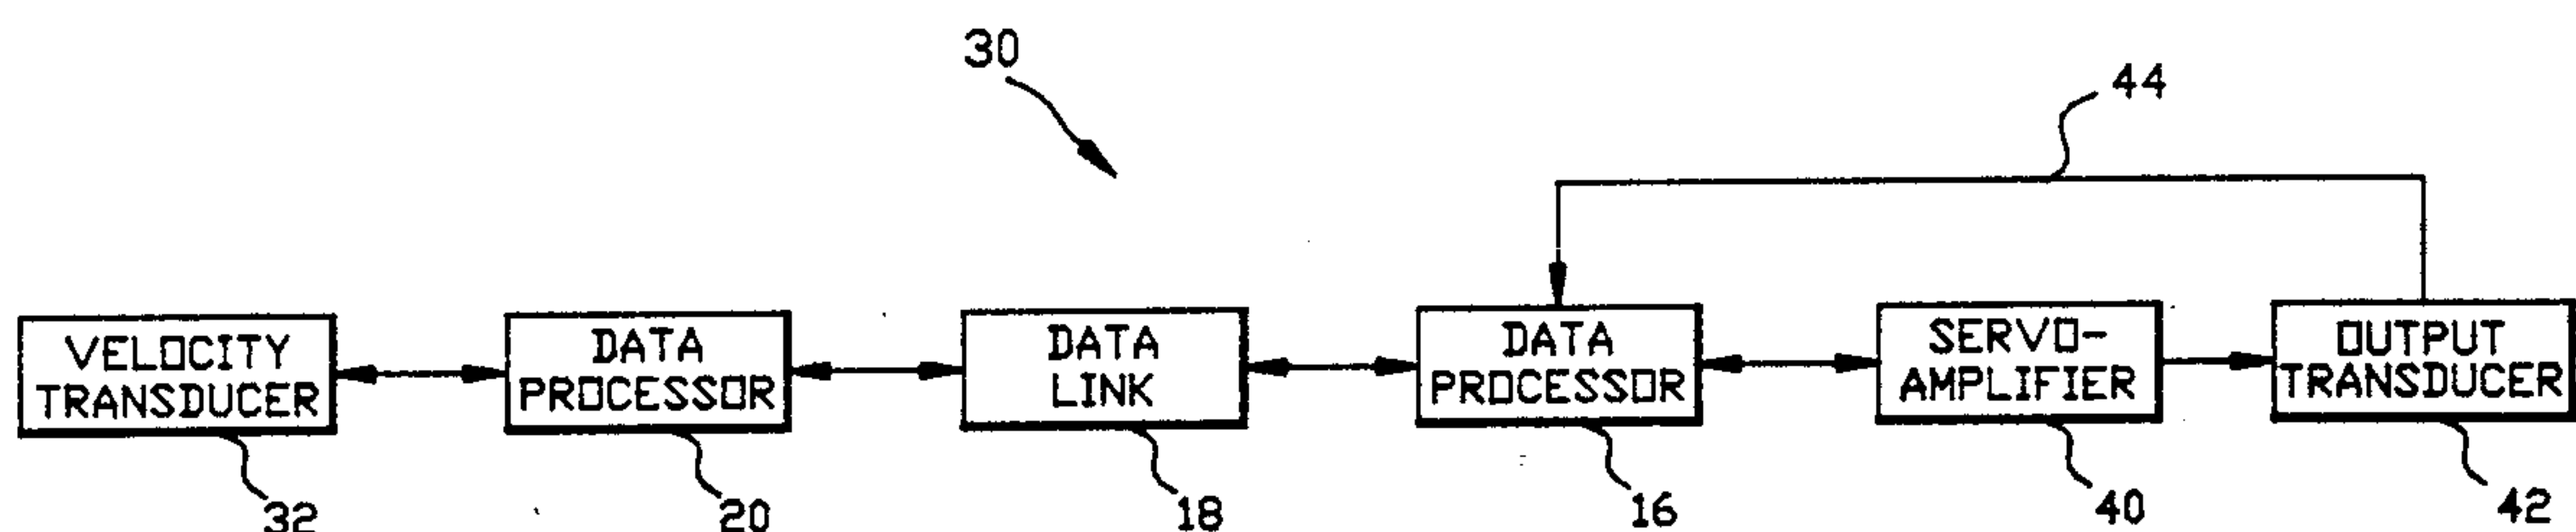 30
44
VELOCITY
TRANSDUCER
DATA
PROCESSOR
DATA
LINK
DATA
PROCESSOR
SERVO-
AMPLIFIER
OUTPUT
TRANSDUCER
32
20
18
16
40
42